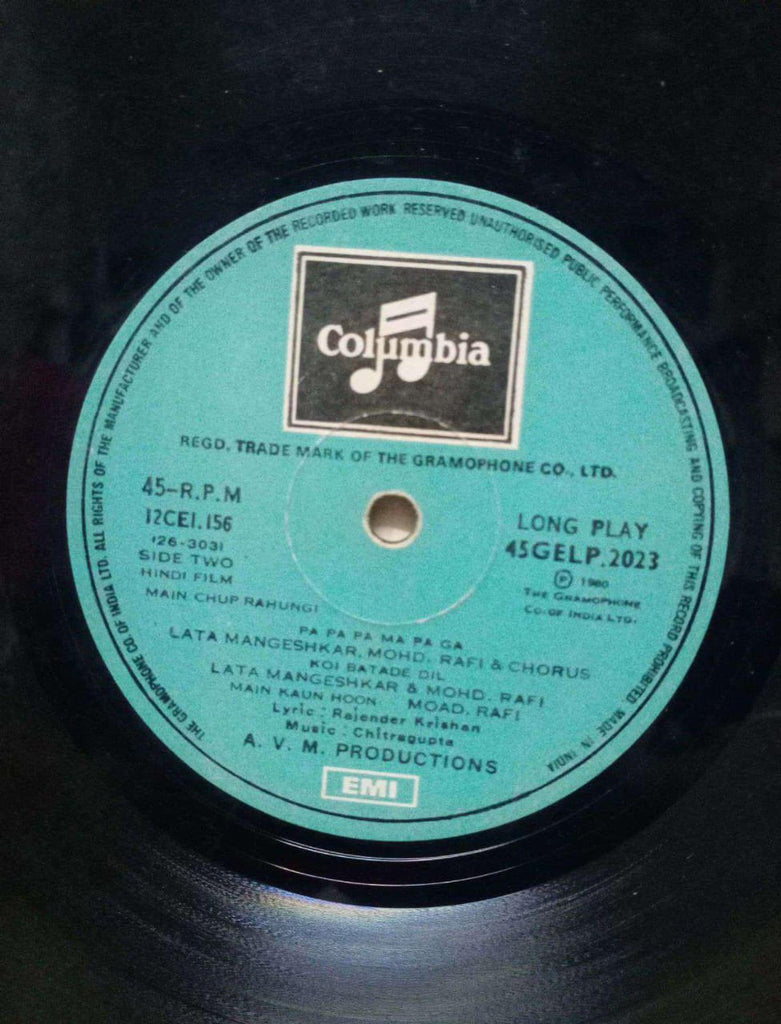 THE GRAMOPHONE CO. OF INDIA LTD. ALL RIGHTS OF THE MANUFACTURER AND OF THE OWNER OF THE RECORDED WORK RESERVED UNAUTHORISED PUBLIC PERFORMANCE BROADCASTING AND COPYING OF THIS RECORD PROHIBITED MADE IN INDIA
Columbia
REGD. TRADE MARK OF THE GRAMOPHONE CO., LTD.
45-R.P.M
12CEI.156
126-3031
SIDE TWO
HINDI FILM
MAIN CHUP RAHUNGI
LONG PLAY
45GELP.2023
Ⓟ 1980
THE GRAMOPHONE
CO-OF INDIA LTD.
PA PA PA MA PA GA
LATA MANGESHKAR, MOHD. RAFI & CHORUS
KOI BATADE DIL
LATA MANGESHKAR & MOHD. RAFI
MAIN KAUN HOON MOAD. RAFI
Lyric : Rajender Krishan
Music : Chitragupta
A. V. M. PRODUCTIONS
EMI